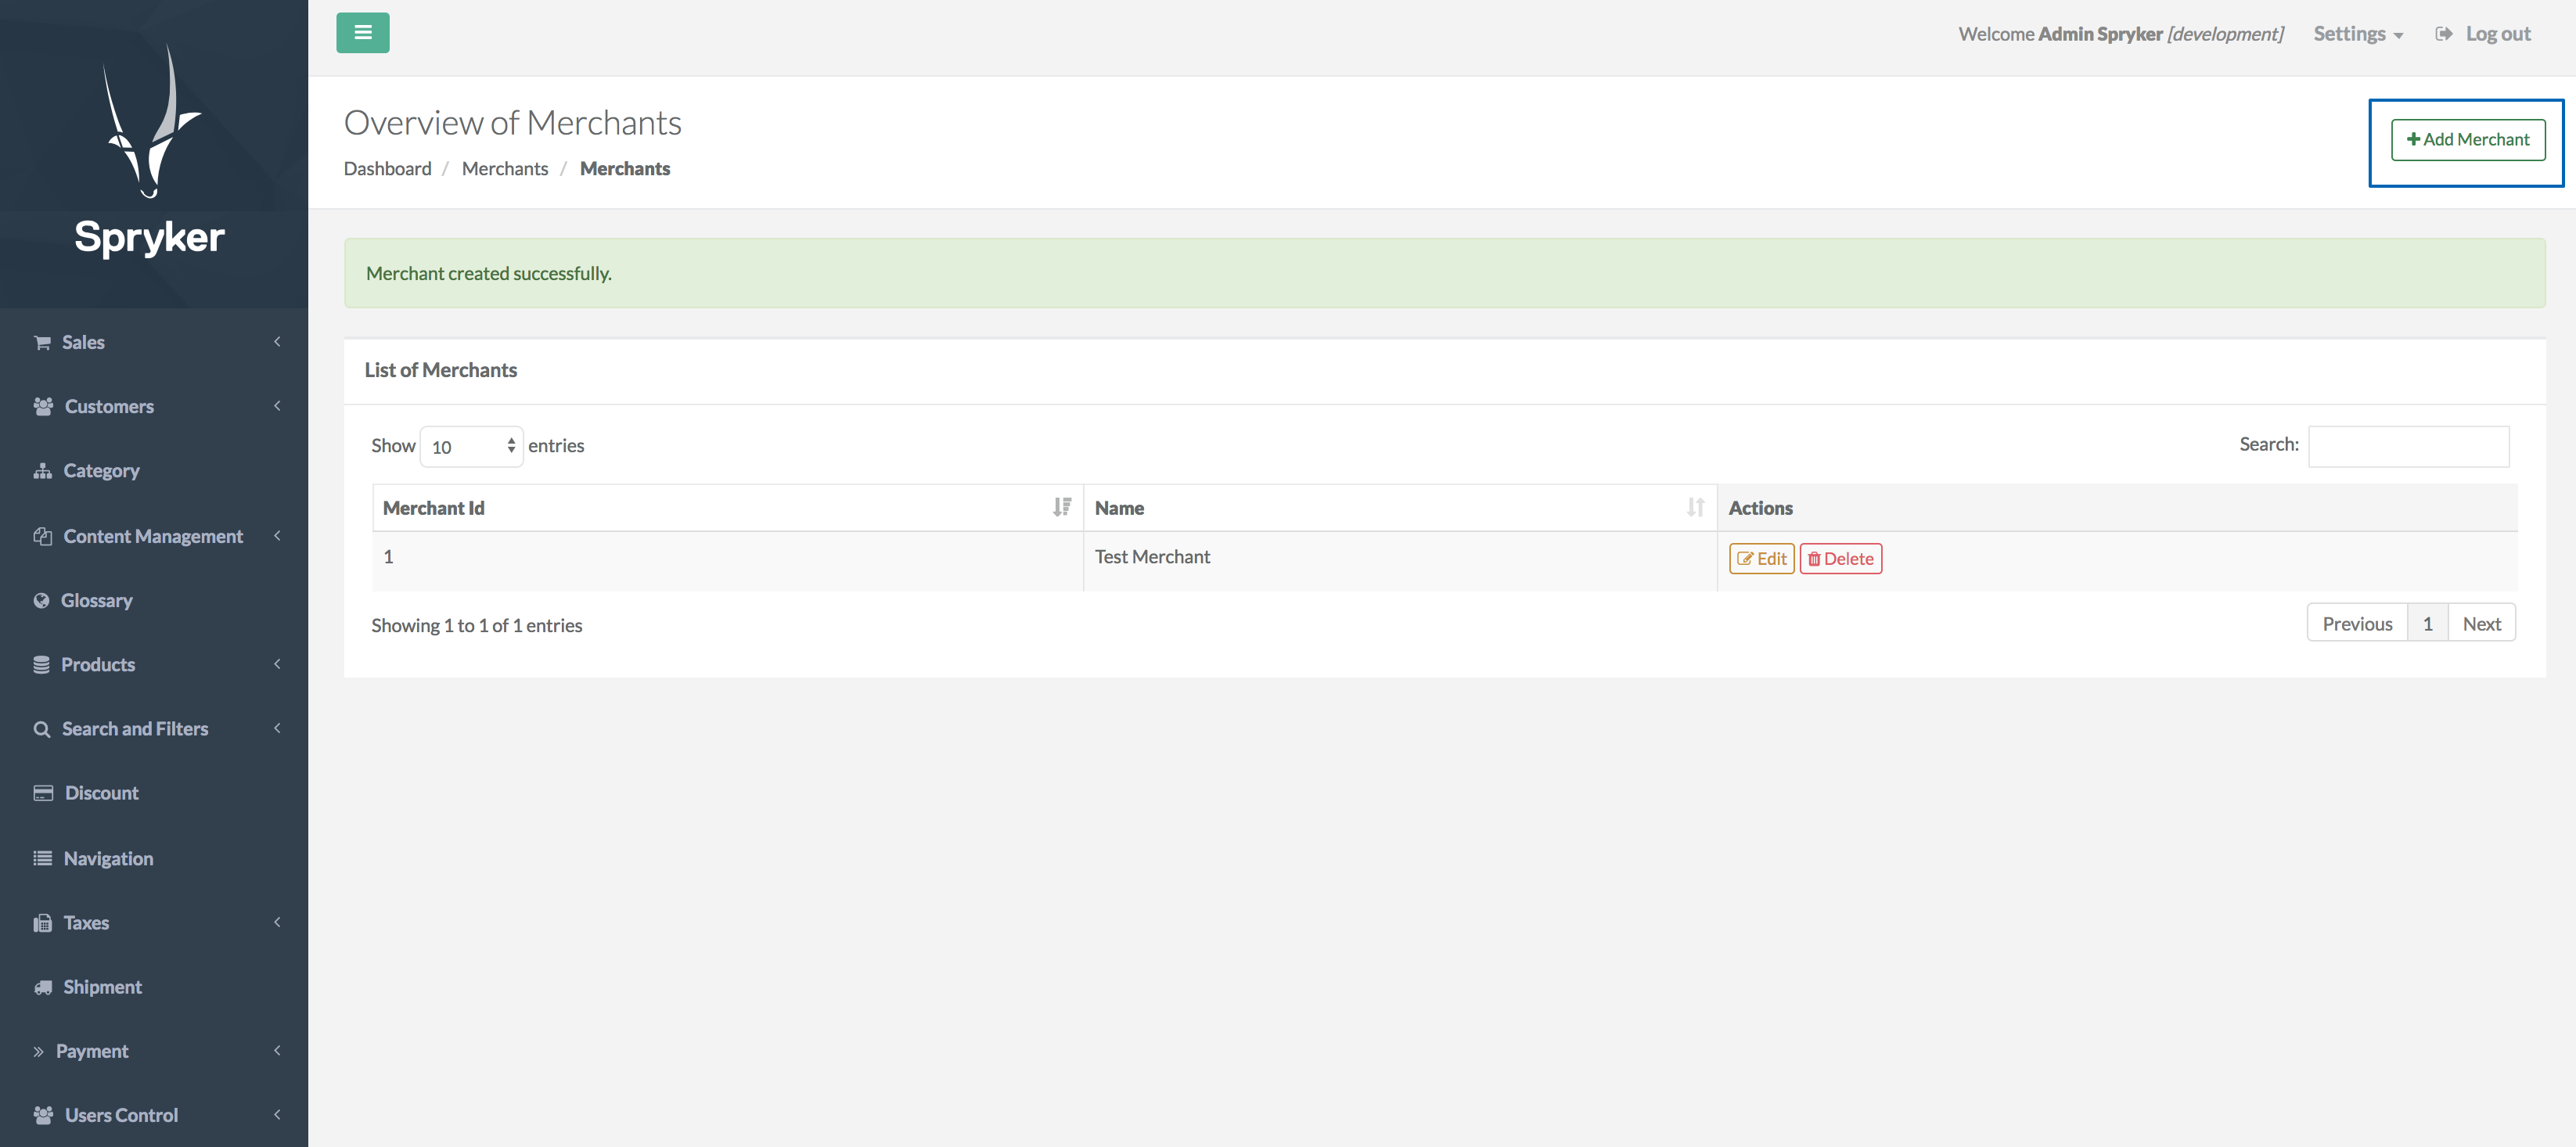 Spryker
Sales
Customers
Category
Content Management
Glossary
Products
Search and Filters
Discount
Navigation
Taxes
Shipment
Payment
Users Control
Welcome Admin Spryker [development] Settings Log out
Overview of Merchants
Dashboard / Merchants / Merchants
Add Merchant
Merchant created successfully.
List of Merchants
Show 10 entries Search:
Merchant Id Name Actions
1 Test Merchant Edit Delete
Showing 1 to 1 of 1 entries Previous 1 Next